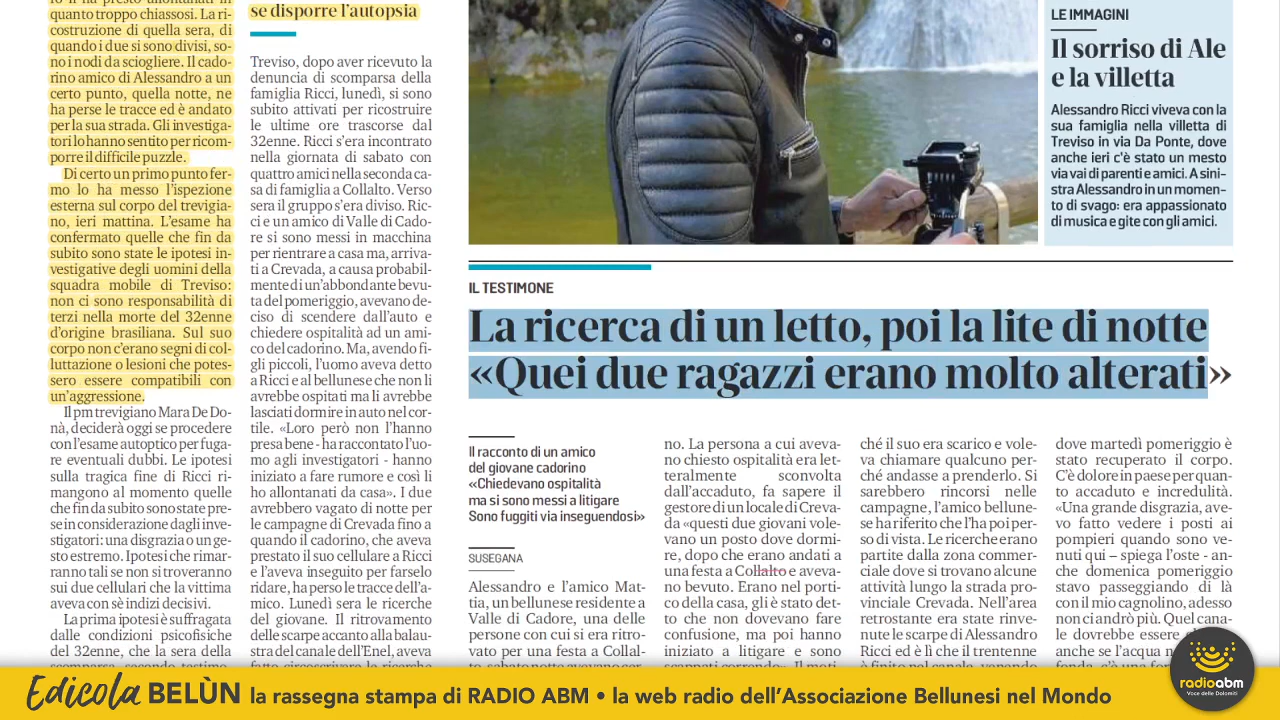 quanto troppo chiassosi. La ri-
costruzione di quella sera, di
quando i due si sono divisi, so-
no i nodi da sciogliere. Il cado-
rino amico di Alessandro a un
certo punto, quella notte, ne
ha perse le tracce ed è andato
per la sua strada. Gli investiga-
tori lo hanno sentito per ricom-
porre il difficile puzzle.
Di certo un primo punto fer-
mo lo ha messo l'ispezione
esterna sul corpo del trevigia-
no, ieri mattina. L'esame ha
confermato quelle che fin da
subito sono state le ipotesi in-
vestigative degli uomini della
squadra mobile di Treviso:
non ci sono responsabilità di
terzi nella morte del 32enne
d'origine brasiliana. Sul suo
corpo non c'erano segni di col-
luttazione o lesioni che potes-
sero essere compatibili con
un'aggressione.
Il pm trevigiano Mara De Do-
nà, deciderà oggi se procedere
con l'esame autoptico per fuga-
re eventuali dubbi. Le ipotesi
sulla tragica fine di Ricci ri-
mangono al momento quelle
che fin da subito sono state pre-
se in considerazione dagli inve-
stigatori: una disgrazia o un ge-
sto estremo. Ipotesi che rimar-
ranno tali se non si troveranno
sui due cellulari che la vittima
aveva con sè indizi decisivi.
La prima ipotesi è suffragata
dalle condizioni psicofisiche
del 32enne, che la sera della
scomparsa, secondo testimo-
se disporre l'autopsia
Treviso, dopo aver ricevuto la
denuncia di scomparsa della
famiglia Ricci, lunedì, si sono
subito attivati per ricostruire
le ultime ore trascorse dal
32enne. Ricci s'era incontrato
nella giornata di sabato con
quattro amici nella seconda ca-
sa di famiglia a Collalto. Verso
sera il gruppo s'era diviso. Ric-
ci e un amico di Valle di Cado-
re si sono messi in macchina
per rientrare a casa ma, arriva-
ti a Crevada, a causa probabil-
mente di un'abbondante bevu-
ta del pomeriggio, avevano de-
ciso di scendere dall'auto e
chiedere ospitalità ad un ami-
co del cadorino. Ma, avendo fi-
gli piccoli, l'uomo aveva detto
a Ricci e al bellunese che non li
avrebbe ospitati ma li avrebbe
lasciati dormire in auto nel cor-
tile. «Loro però non l'hanno
presa bene - ha raccontato l'uo-
mo agli investigatori - hanno
iniziato a fare rumore e così li
ho allontanati da casa». I due
avrebbero vagato di notte per
le campagne di Crevada fino a
quando il cadorino, che aveva
prestato il suo cellulare a Ricci
e l'aveva inseguito per farselo
ridare, ha perso le tracce dell'a-
mico. Lunedì sera le ricerche
del giovane. Il ritrovamento
delle scarpe accanto alla balau-
stra del canale dell'Enel, aveva
fatto circoscrivere le ricerche
LE IMMAGINI
Il sorriso di Ale
e la villetta
Alessandro Ricci viveva con la
sua famiglia nella villetta di
Treviso in via Da Ponte, dove
anche ieri c'è stato un mesto
via vai di parenti e amici. A sini-
stra Alessandro in un momen-
to di svago: era appassionato
di musica e gite con gli amici.
IL TESTIMONE
La ricerca di un letto, poi la lite di notte
«Quei due ragazzi erano molto alterati»
Il racconto di un amico
del giovane cadorino
«Chiedevano ospitalità
ma si sono messi a litigare
Sono fuggiti via inseguendosi»
SUSEGANA
Alessandro e l'amico Mat-
tia, un bellunese residente a
Valle di Cadore, una delle
persone con cui si era ritro-
vato per una festa a Collal-
to, sabato notte avevano cer-
no. La persona a cui aveva-
no chiesto ospitalità era let-
teralmente sconvolta
dall'accaduto, fa sapere il
gestore di un locale di Creva-
da «questi due giovani vole-
vano un posto dove dormi-
re, dopo che erano andati a
una festa a Collalto e aveva-
no bevuto. Erano nel porti-
co della casa, gli è stato det-
to che non dovevano fare
confusione, ma poi hanno
iniziato a litigare e sono
scappati correndo». Il moti-
ché il suo era scarico e vole-
va chiamare qualcuno per-
ché andasse a prenderlo. Si
sarebbero rincorsi nelle
campagne, l'amico bellune-
se ha riferito che l'ha poi per-
so di vista. Le ricerche erano
partite dalla zona commer-
ciale dove si trovano alcune
attività lungo la strada pro-
vinciale Crevada. Nell'area
retrostante era state rinve-
nute le scarpe di Alessandro
Ricci ed è lì che il trentenne
è finito nel canale, venendo
dove martedì pomeriggio è
stato recuperato il corpo.
C'è dolore in paese per quan-
to accaduto e incredulità.
«Una grande disgrazia, ave-
vo fatto vedere i posti ai
pompieri quando sono ve-
nuti qui – spiega l'oste - an-
che domenica pomeriggio
stavo passeggiando di là
con il mio cagnolino, adesso
non ci andrò più. Quel cana-
le dovrebbe essere
anche se l'acqua
fonda, c'è una
Edicola BELÙN la rassegna stampa di RADIO ABM • la web radio dell'Associazione Bellunesi nel Mondo
radioabm
Voce delle Dolomiti